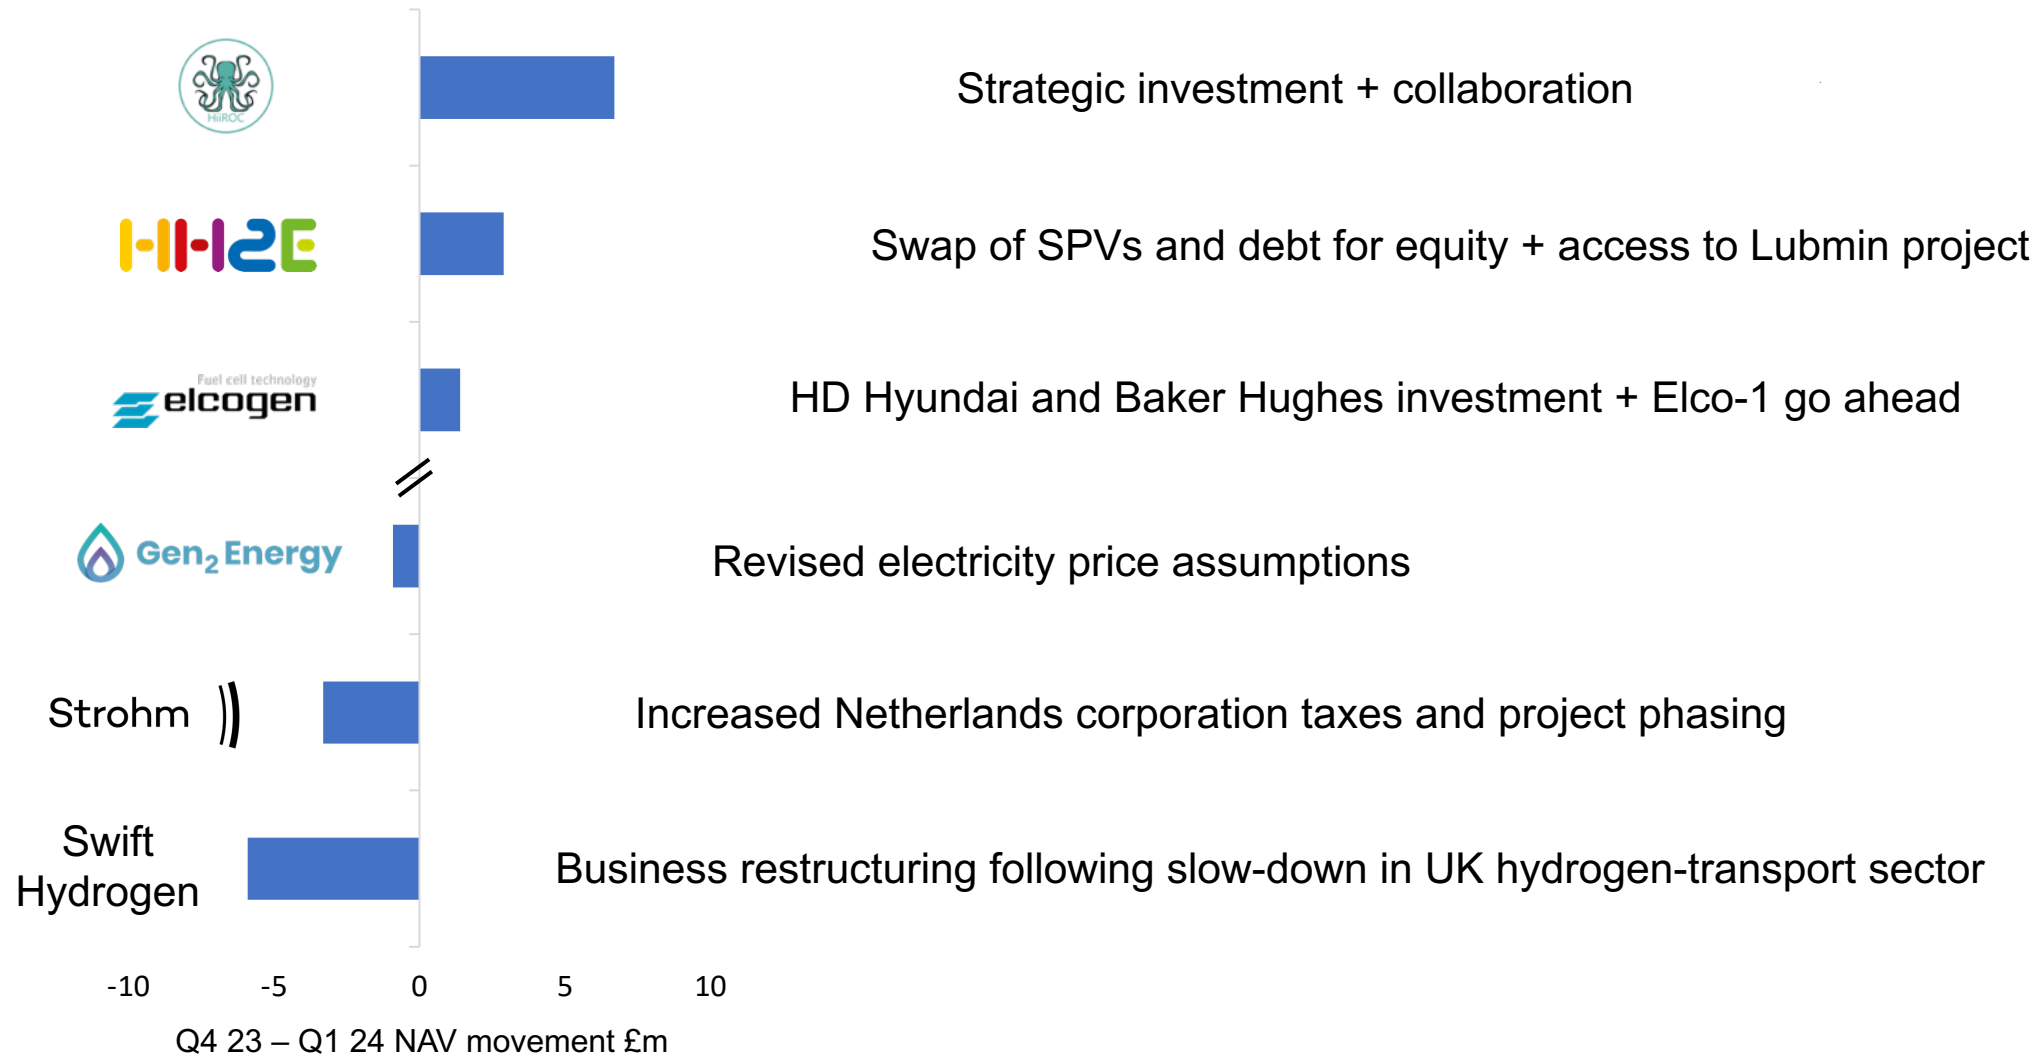 HiiROC
Strategic investment + collaboration
HH2E
Swap of SPVs and debt for equity + access to Lubmin project
Fuel cell technology
elcogen
HD Hyundai and Baker Hughes investment + Elco-1 go ahead
Gen₂ Energy
Revised electricity price assumptions
Strohm
Increased Netherlands corporation taxes and project phasing
Swift
Hydrogen
Business restructuring following slow-down in UK hydrogen-transport sector
-10 -5 0 5 10
Q4 23 – Q1 24 NAV movement £m